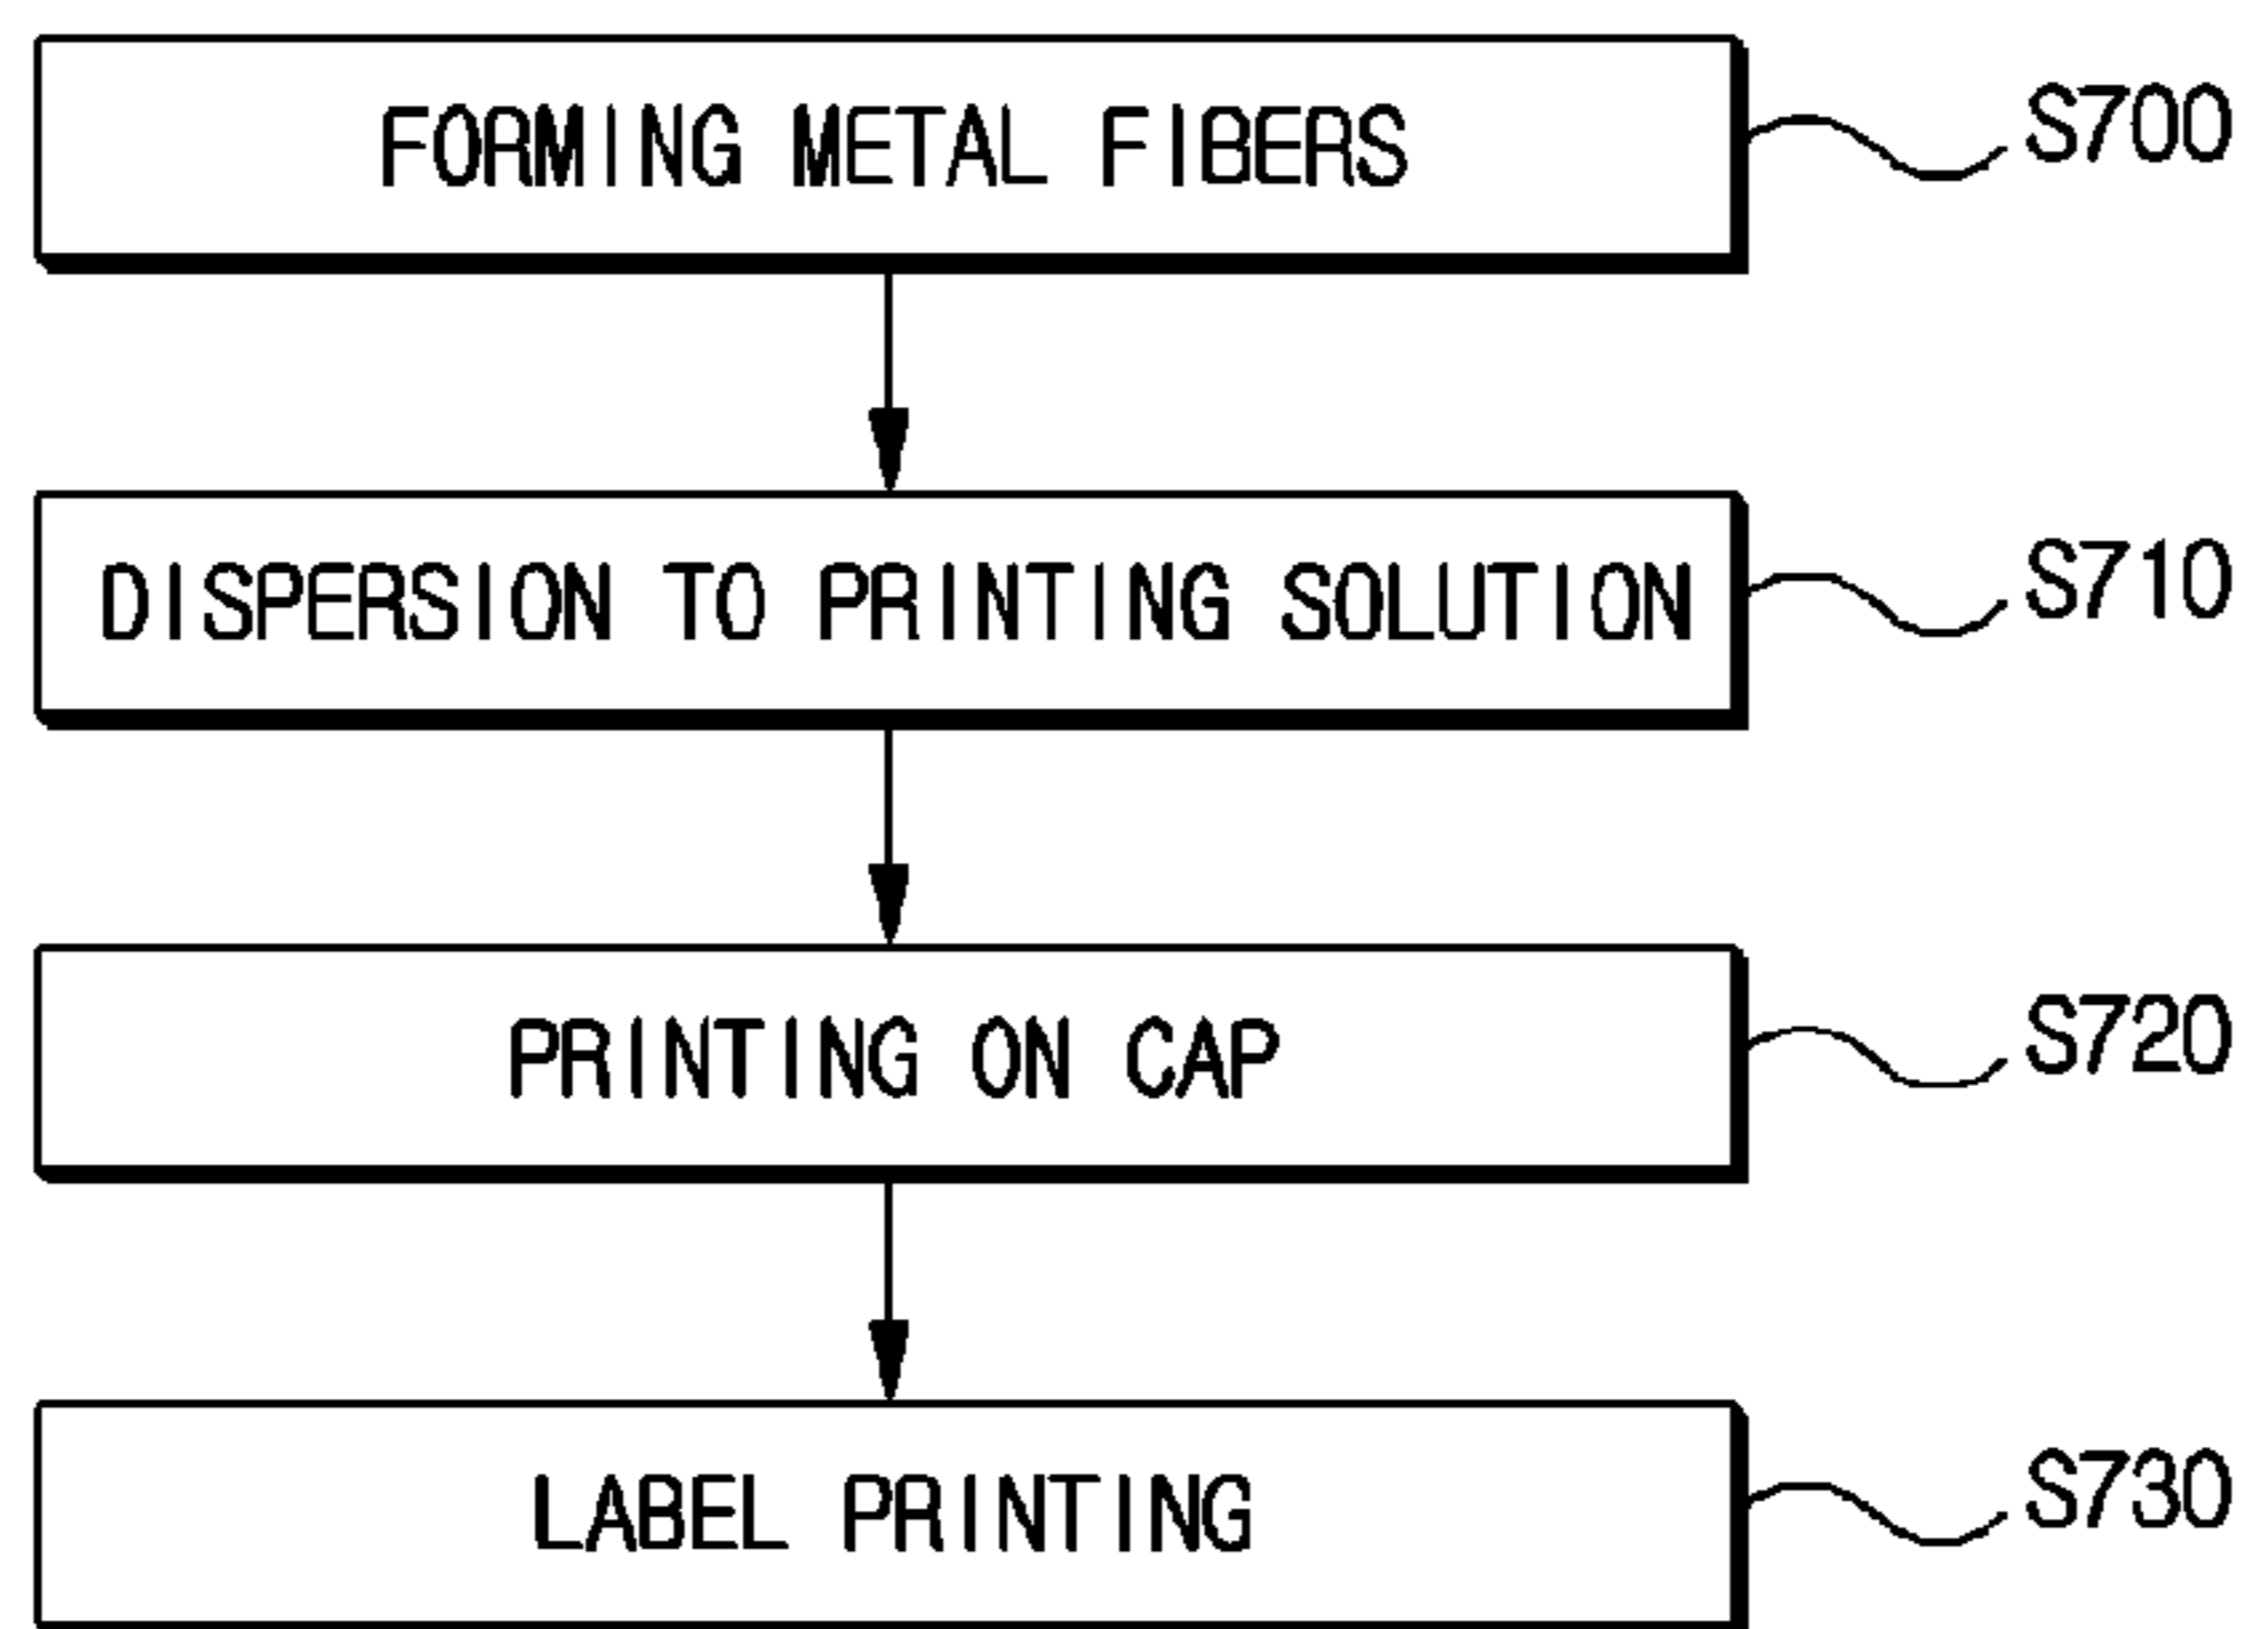 FORMING METAL FIBERS
S700
DISPERSION TO PRINTING SOLUTION
S710
PRINTING ON CAP
S720
LABEL PRINTING
S730